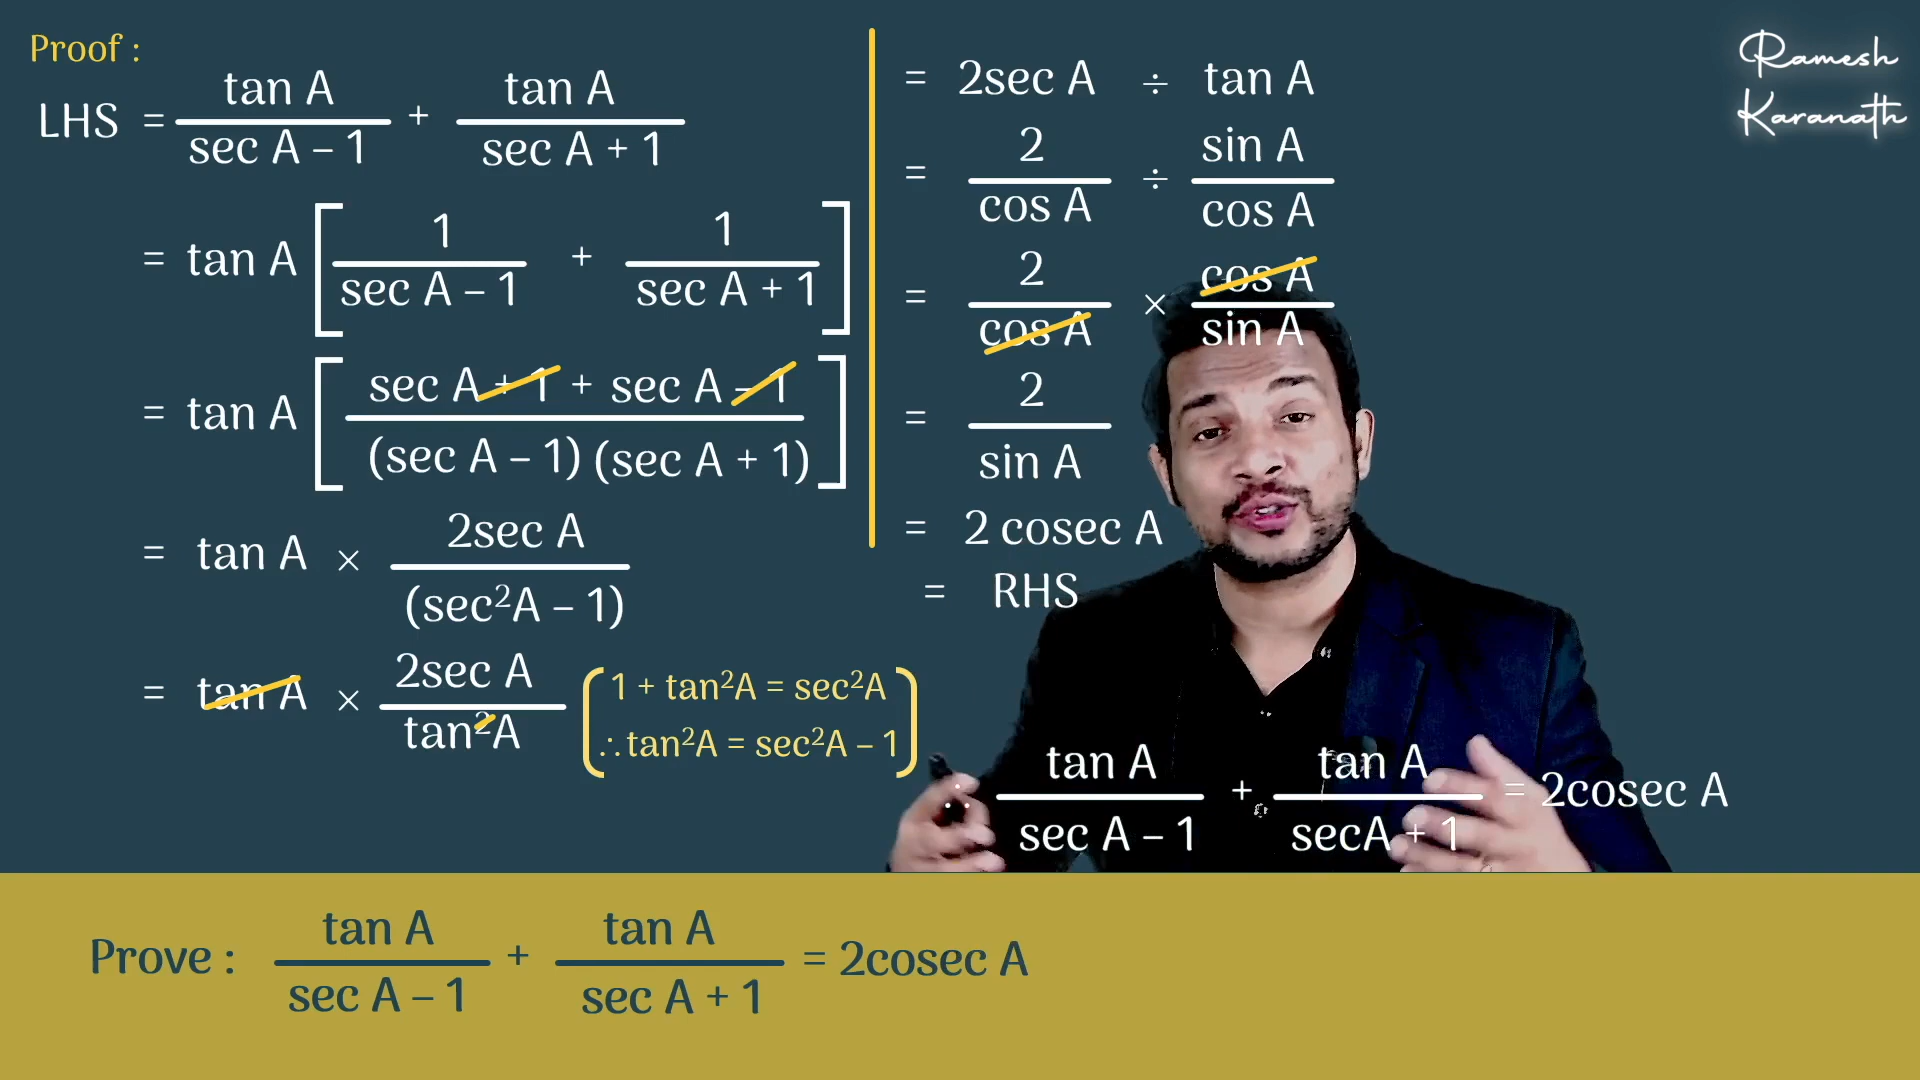 Proof :
LHS = tan A / sec A – 1 + tan A / sec A + 1
= tan A [ 1 / sec A – 1 + 1 / sec A + 1 ]
= tan A [ sec A + 1 + sec A – 1 / (sec A – 1) (sec A + 1) ]
= tan A × 2sec A / (sec²A – 1)
= tan A × 2sec A / tan²A
1 + tan²A = sec²A
∴ tan²A = sec²A – 1
= 2sec A ÷ tan A
= 2 / cos A ÷ sin A / cos A
= 2 / cos A × cos A / sin A
= 2 / sin A
= 2 cosec A
= RHS
∴ tan A / sec A – 1 + tan A / secA + 1 = 2cosec A
Ramesh
Karanath
Prove : tan A / sec A – 1 + tan A / sec A + 1 = 2cosec A